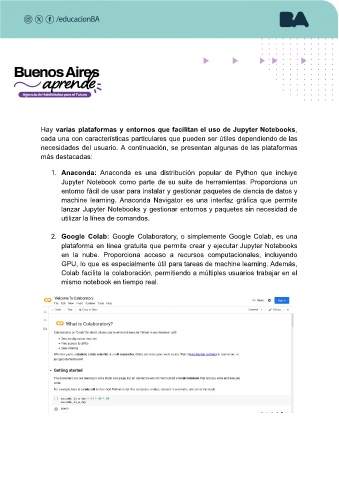 /educacionBA
BA
Buenos Aires
aprende
Agencia de Habilidades para el Futuro
Hay varias plataformas y entornos que facilitan el uso de Jupyter Notebooks,
cada una con características particulares que pueden ser útiles dependiendo de las
necesidades del usuario. A continuación, se presentan algunas de las plataformas
más destacadas:
1. Anaconda: Anaconda es una distribución popular de Python que incluye
Jupyter Notebook como parte de su suite de herramientas. Proporciona un
entorno fácil de usar para instalar y gestionar paquetes de ciencia de datos y
machine learning. Anaconda Navigator es una interfaz gráfica que permite
lanzar Jupyter Notebooks y gestionar entornos y paquetes sin necesidad de
utilizar la línea de comandos.
2. Google Colab: Google Colaboratory, o simplemente Google Colab, es una
plataforma en línea gratuita que permite crear y ejecutar Jupyter Notebooks
en la nube. Proporciona acceso a recursos computacionales, incluyendo
GPU, lo que es especialmente útil para tareas de machine learning. Además,
Colab facilita la colaboración, permitiendo a múltiples usuarios trabajar en el
mismo notebook en tiempo real.
Welcome To Colaboratory
File Edit View Insert Runtime Tools Help
Share
What is Colaboratory?
Zero configuration required
Free access to GPUs
Easy sharing
Getting started